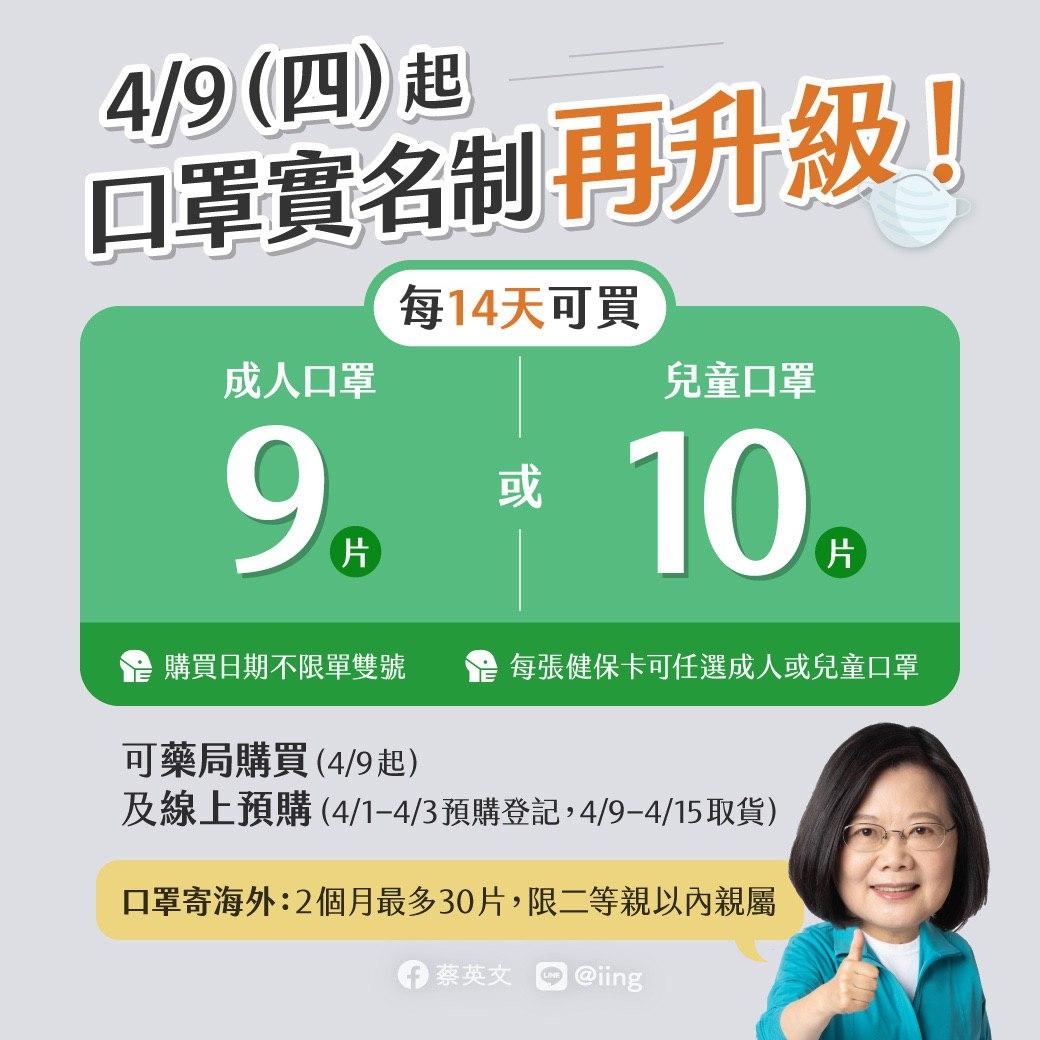 4/9(四)起
口罩實名制再升級!
每14天可買
成人口罩
9片
或
兒童口罩
10片
購買日期不限單雙號
每張健保卡可任選成人或兒童口罩
可藥局購買(4/9起)
及線上預購(4/1-4/3預購登記,4/9-4/15取貨)
口罩寄海外:2個月最多30片,限二等親以內親屬
蔡英文 LINE @iing